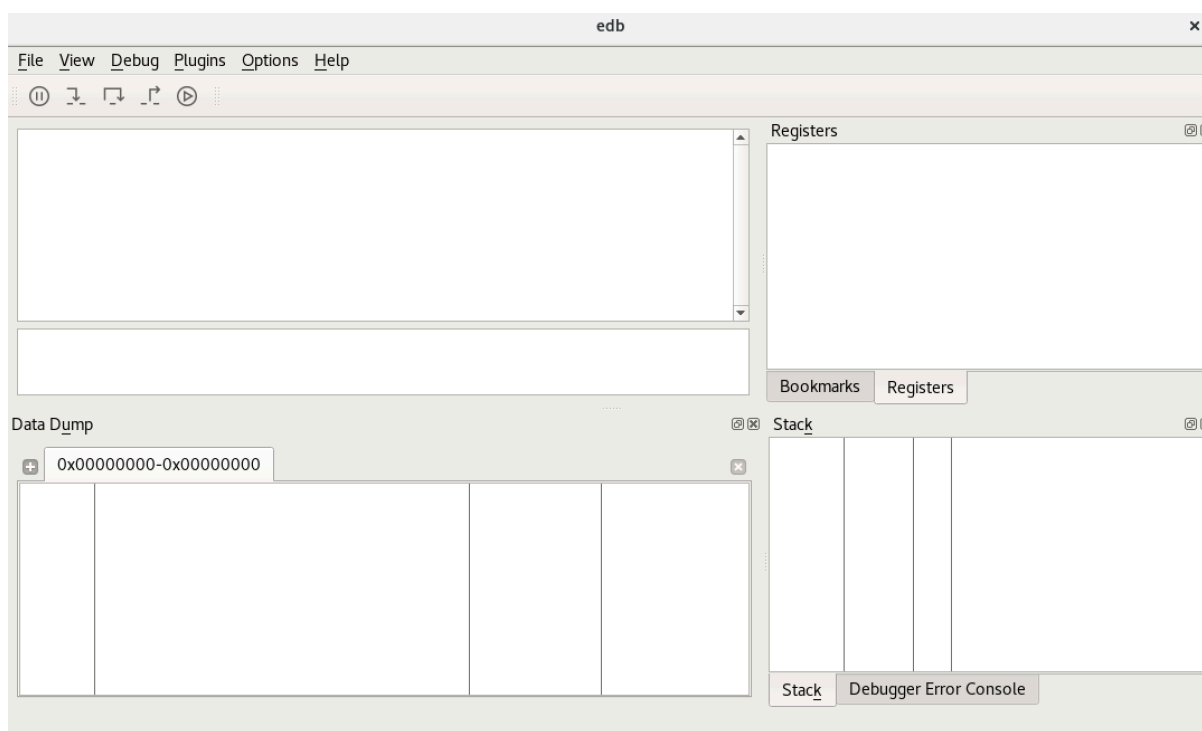 edb
File View Debug Plugins Options Help
Registers
Bookmarks Registers
Data Dump
0x00000000-0x00000000
Stack
Stack Debugger Error Console